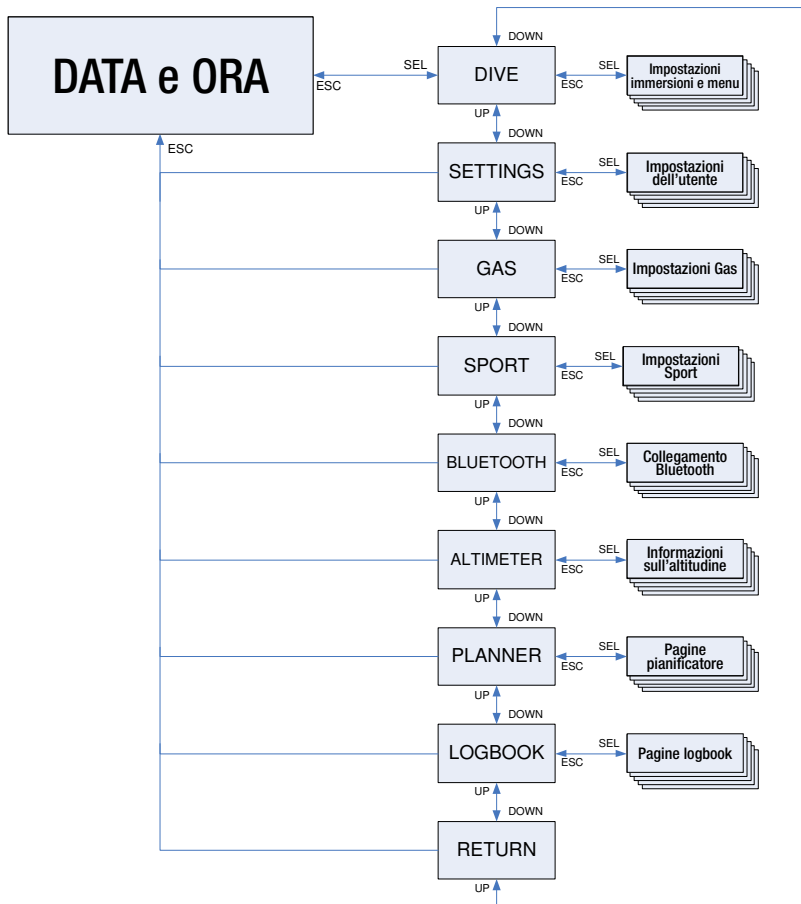 DOWN
DATA e ORA
SEL
ESC
DIVE
SEL
ESC
Impostazioni
immersioni e menu
UP
DOWN
ESC
SETTINGS
SEL
ESC
Impostazioni
dell'utente
UP
DOWN
GAS
SEL
ESC
Impostazioni Gas
UP
DOWN
SPORT
SEL
ESC
Impostazioni
Sport
UP
DOWN
BLUETOOTH
SEL
ESC
Collegamento
Bluetooth
UP
DOWN
ALTIMETER
SEL
ESC
Informazioni
sull'altitudine
UP
DOWN
PLANNER
SEL
ESC
Pagine
pianificatore
UP
DOWN
LOGBOOK
SEL
ESC
Pagine logbook
UP
DOWN
RETURN
UP